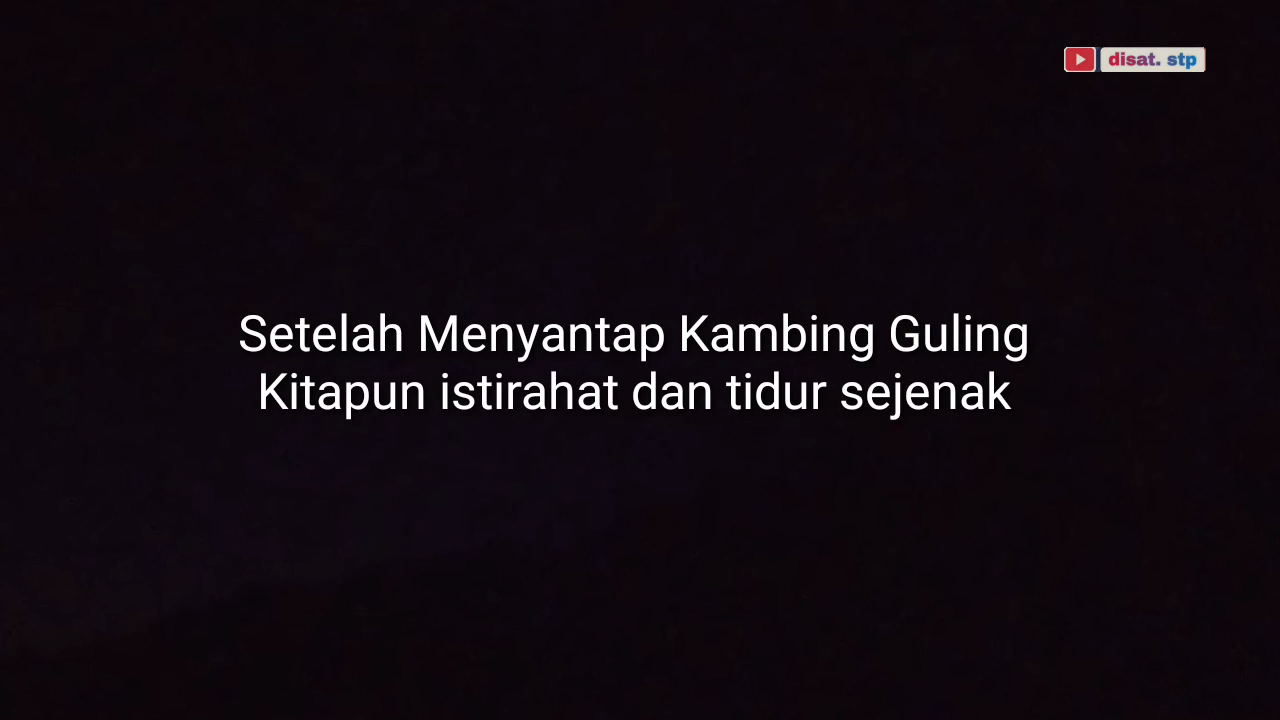 disat. stp
Setelah Menyantap Kambing Guling
Kitapun istirahat dan tidur sejenak